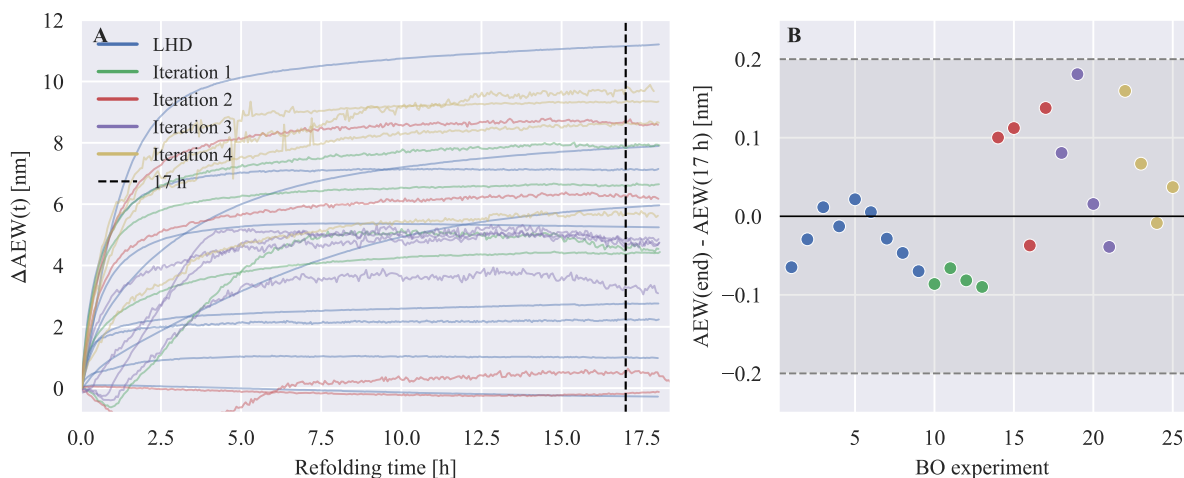 A
LHD
Iteration 1
Iteration 2
Iteration 3
Iteration 4
17 h
12
10
8
6
4
2
0
ΔAEW(t) [nm]
0.0 2.5 5.0 7.5 10.0 12.5 15.0 17.5
Refolding time [h]
B
0.2
0.1
0.0
−0.1
−0.2
AEW(end) - AEW(17 h) [nm]
5 10 15 20 25
BO experiment